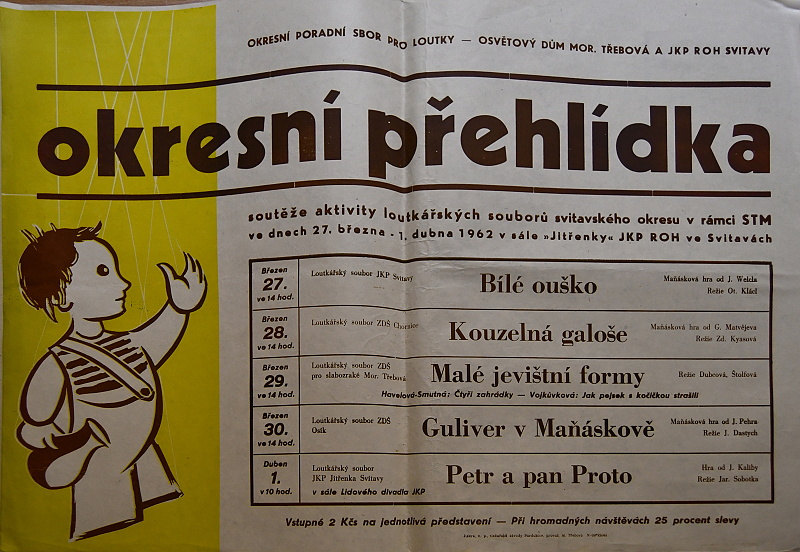 OKRESNÍ PORADNÍ SBOR PRO LOUTKY — OSVĚTOVÝ DŮM MOR. TŘEBOVÁ A JKP ROH SVITAVY
okresní přehlídka
soutěže aktivity loutkářských souborů svitavského okresu v rámci STM
ve dnech 27. března - 1. dubna 1962 v sále »Jitřenky« JKP ROH ve Svitavách
Březen
27.
ve 14 hod.
Loutkářský soubor JKP Svitavy
Bílé ouško
Maňásková hra od J. Weicla
Režie Ot. Klácl
Březen
28.
ve 14 hod.
Loutkářský soubor ZDŠ Chornice
Kouzelná galoše
Maňásková hra od G. Matvějeva
Režie Zd. Kyasová
Březen
29.
ve 14 hod.
Loutkářský soubor ZDŠ
pro slabozraké Mor. Třebová
Malé jevištní formy
Režie Dubcová, Štolfová
Havelová-Smutná: Čtyři zahrádky — Vojkůvková: Jak pejsek s kočičkou strašili
Březen
30.
ve 14 hod.
Loutkářský soubor ZDŠ
Osík
Guliver v Maňáskově
Maňásková hra od J. Pehra
Režie J. Dastych
Duben
1.
v 10 hod.
Loutkářský soubor
JKP Jitřenka Svitavy
v sále Lidového divadla JKP
Petr a pan Proto
Hra od J. Kaliby
Režie Jar. Sobotka
Vstupné 2 Kčs na jednotlivá představení — Při hromadných návštěvách 25 procent slevy